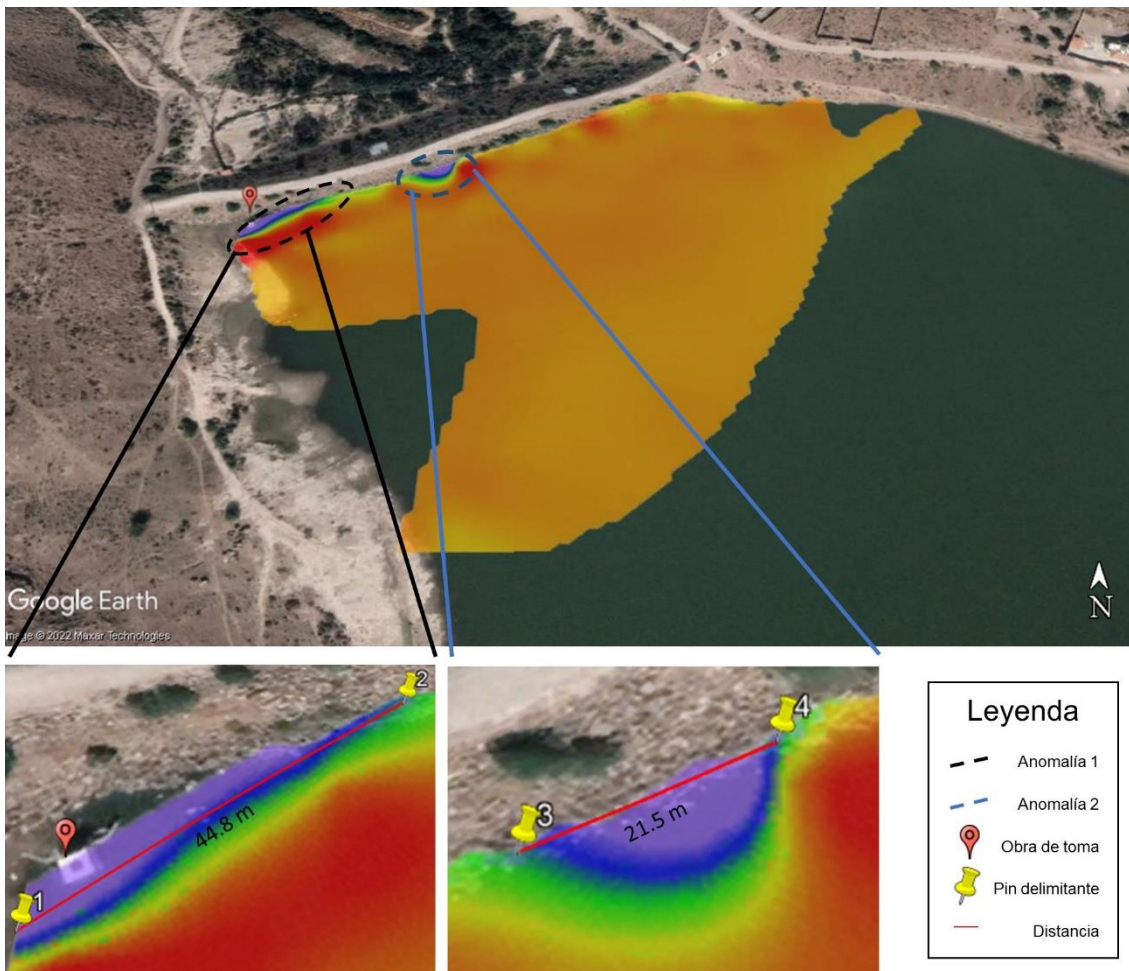 O
Google Earth
Image © 2022 Maxar Technologies
N
2
O
44.8 m
1
4
3
21.5 m
Leyenda
Anomalía 1
Anomalía 2
O
Obra de toma
Pin delimitante
Distancia